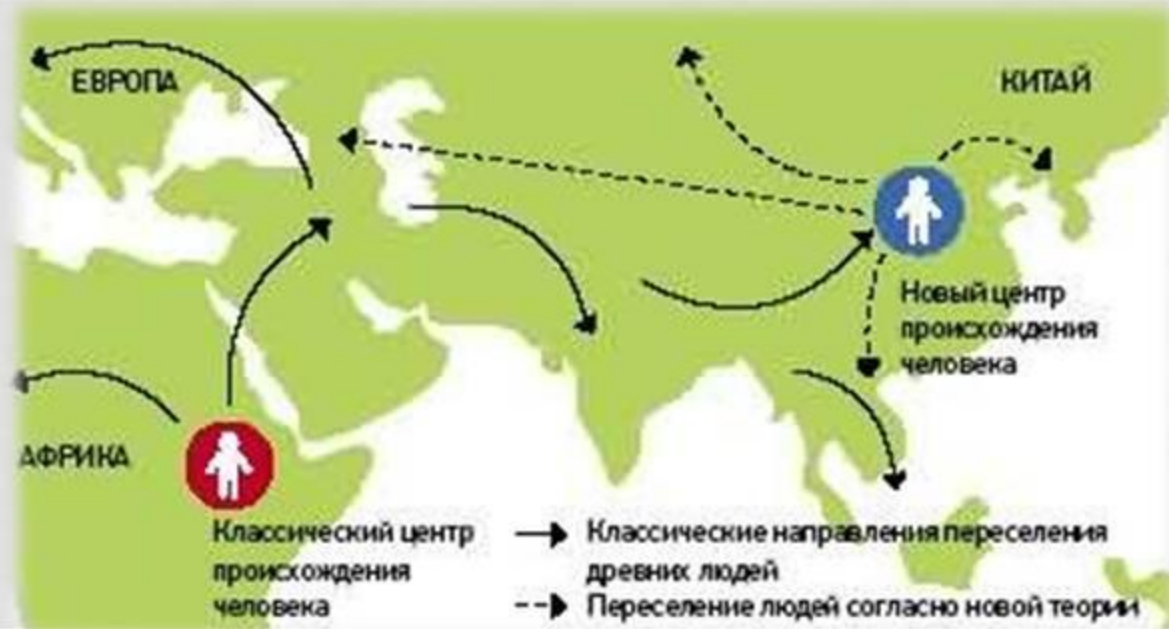 ЕВРОПА
КИТАЙ
Новый центр
происхождения
человека
АФРИКА
Классический центр
происхождения
человека
Классические направления переселения
древних людей
Переселение людей согласно новой теории